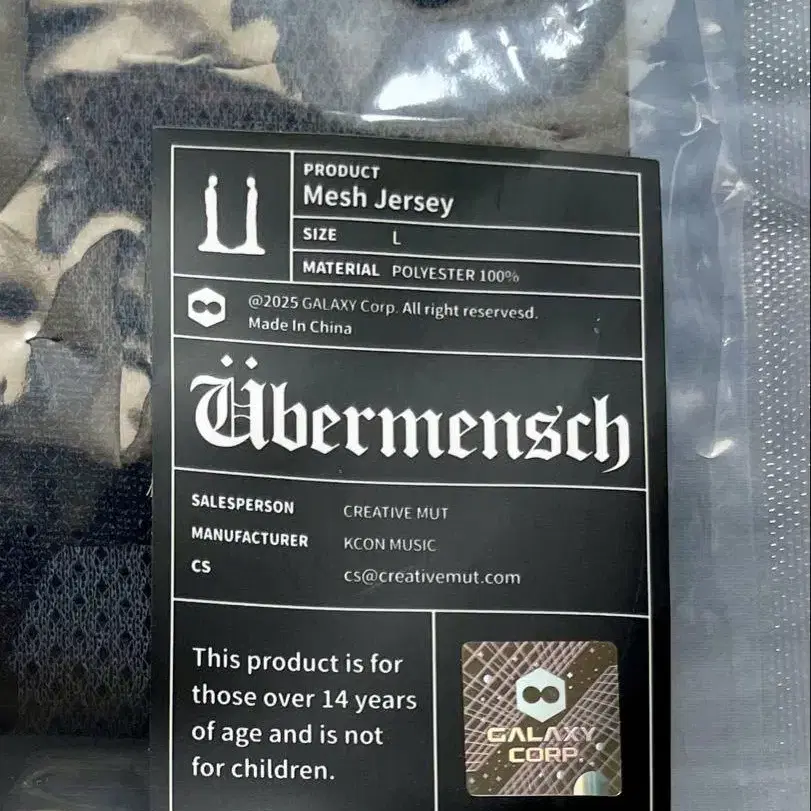 PRODUCT
Mesh Jersey
SIZE L
MATERIAL POLYESTER 100%
@2025 GALAXY Corp. All right reservesd.
Made In China
Übermensch
SALESPERSON CREATIVE MUT
MANUFACTURER KCON MUSIC
CS cs@creativemut.com
This product is for
those over 14 years
of age and is not
for children.
GALAXY
CORP.